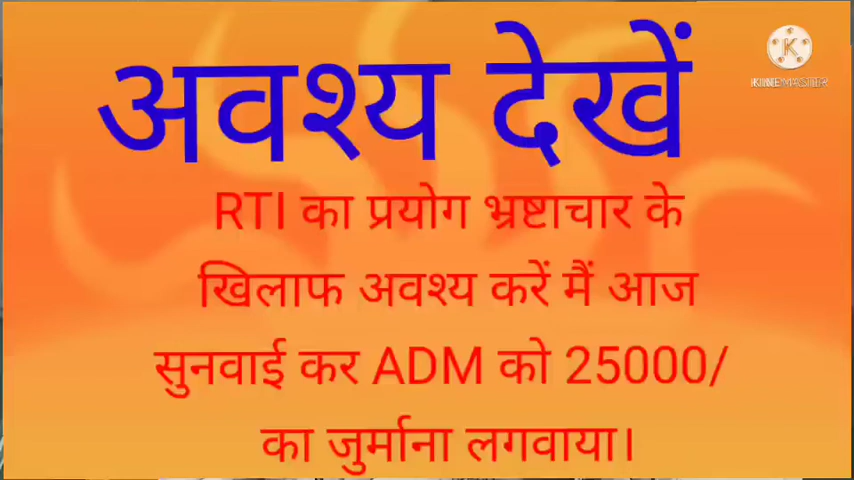 अवश्य देखें
KINEMASTER
RTI का प्रयोग भ्रष्टाचार के
खिलाफ अवश्य करें मैं आज
सुनवाई कर ADM को 25000/
का जुर्माना लगवाया।